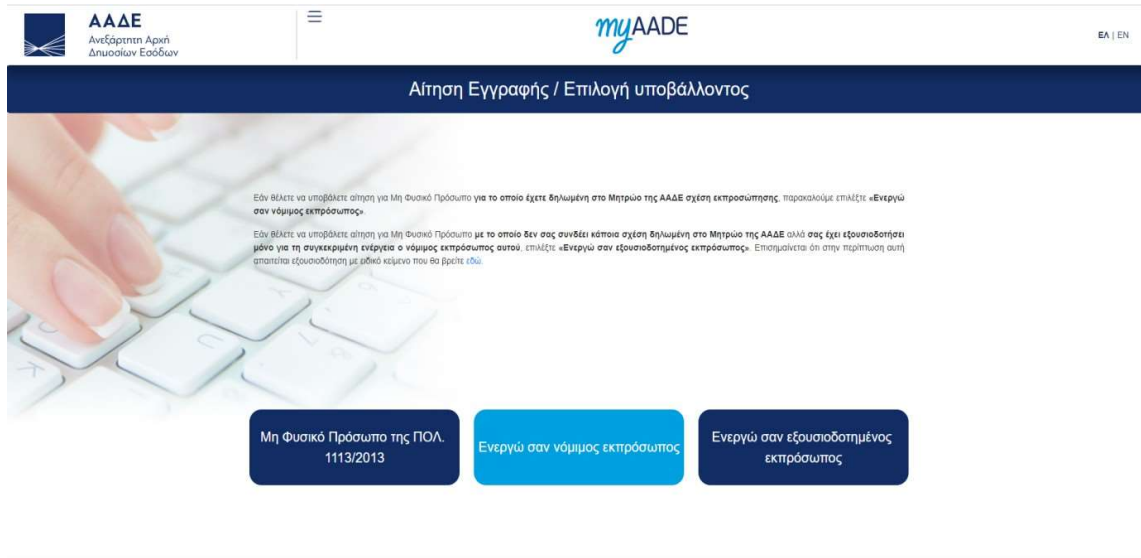 ΑΑΔΕ
Ανεξάρτητη Αρχή
Δημοσίων Εσόδων
myAADE
ΕΛ | EN
Αίτηση Εγγραφής / Επιλογή υποβάλλοντος
Εάν θέλετε να υποβάλετε αίτηση για Μη Φυσικό Πρόσωπο για το οποίο έχετε δηλωμένη στο Μητρώο της ΑΑΔΕ σχέση εκπροσώπησης, παρακαλούμε επιλέξτε «Ενεργώ
σαν νόμιμος εκπρόσωπος».
Εάν θέλετε να υποβάλετε αίτηση για Μη Φυσικό Πρόσωπο με το οποίο δεν σας συνδέει κάποια σχέση δηλωμένη στο Μητρώο της ΑΑΔΕ αλλά σας έχει εξουσιοδοτήσει
μόνο για τη συγκεκριμένη ενέργεια ο νόμιμος εκπρόσωπος αυτού, επιλέξτε «Ενεργώ σαν εξουσιοδοτημένος εκπρόσωπος». Επισημαίνεται ότι στην περίπτωση αυτή
απαιτείται εξουσιοδότηση με ειδικό κείμενο που θα βρείτε εδώ.
Μη Φυσικό Πρόσωπο της ΠΟΛ.
1113/2013
Ενεργώ σαν νόμιμος εκπρόσωπος
Ενεργώ σαν εξουσιοδοτημένος
εκπρόσωπος